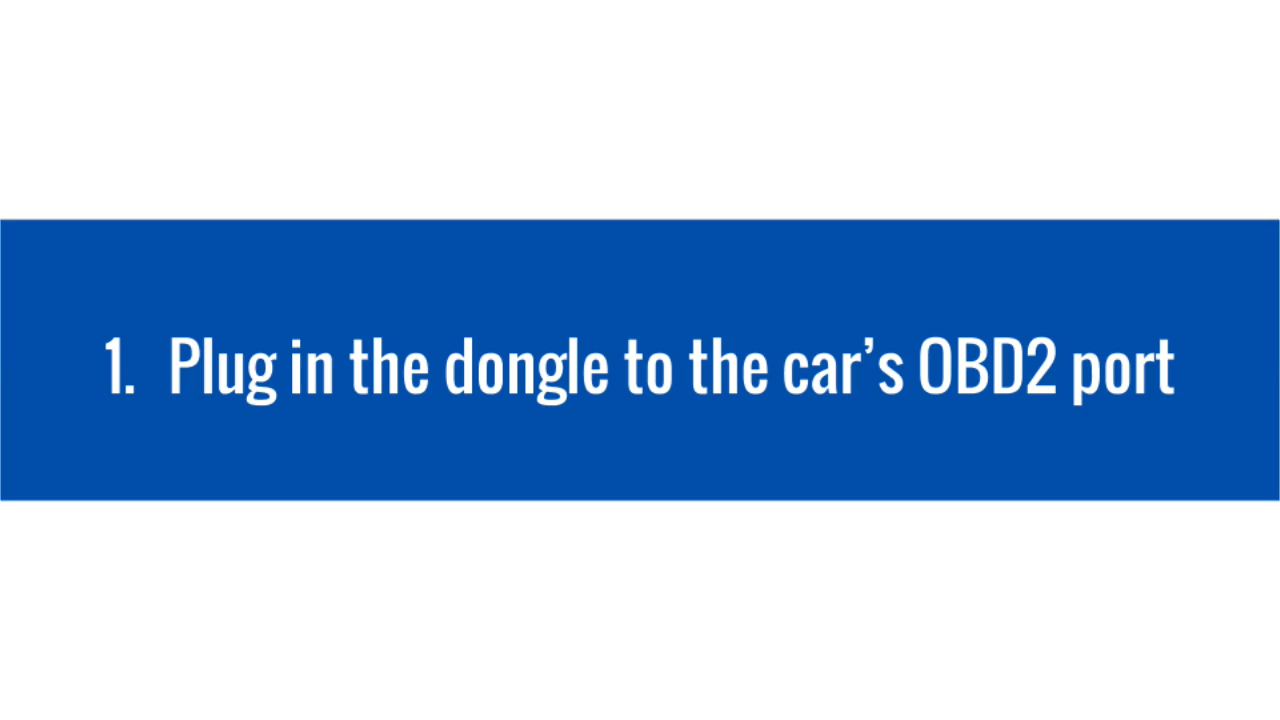 1. Plug in the dongle to the car’s OBD2 port